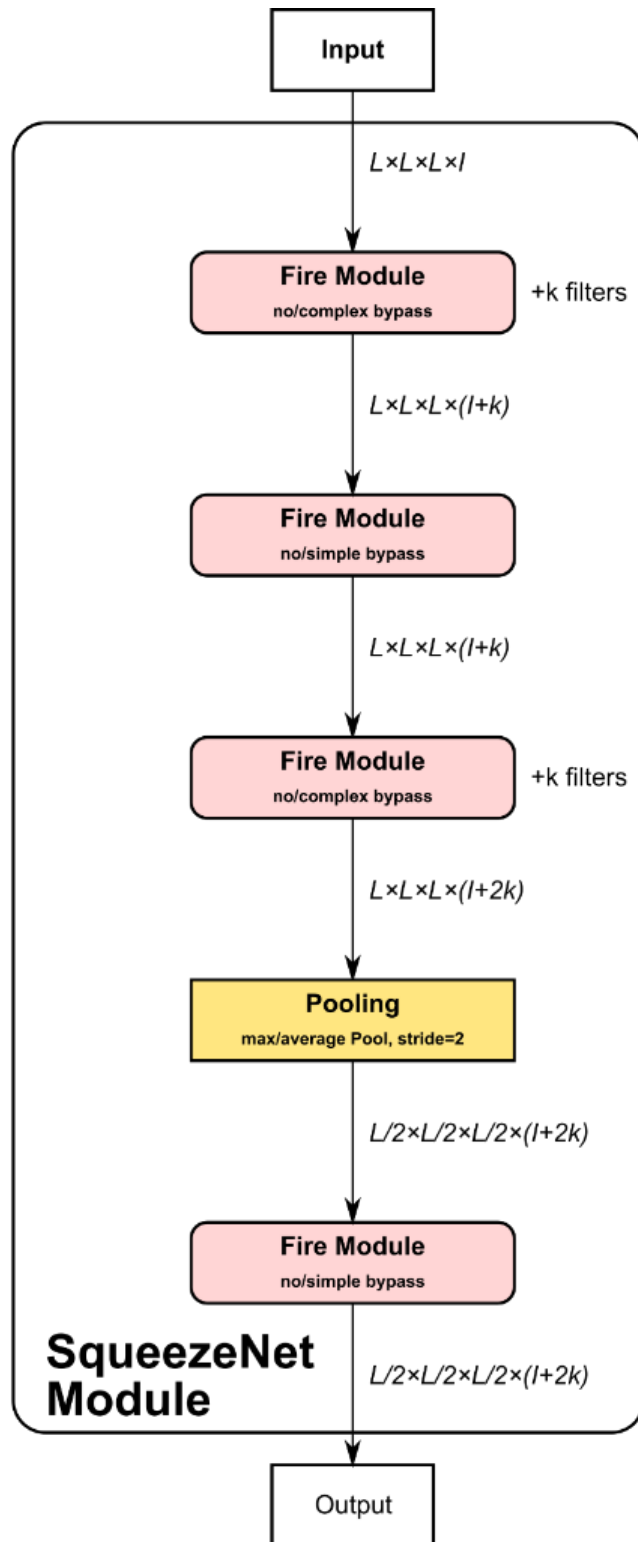 Input
L×L×L×I
Fire Module
no/complex bypass
+k filters
L×L×L×(I+k)
Fire Module
no/simple bypass
L×L×L×(I+k)
Fire Module
no/complex bypass
+k filters
L×L×L×(I+2k)
Pooling
max/average Pool, stride=2
L/2×L/2×L/2×(I+2k)
Fire Module
no/simple bypass
SqueezeNet
Module
L/2×L/2×L/2×(I+2k)
Output